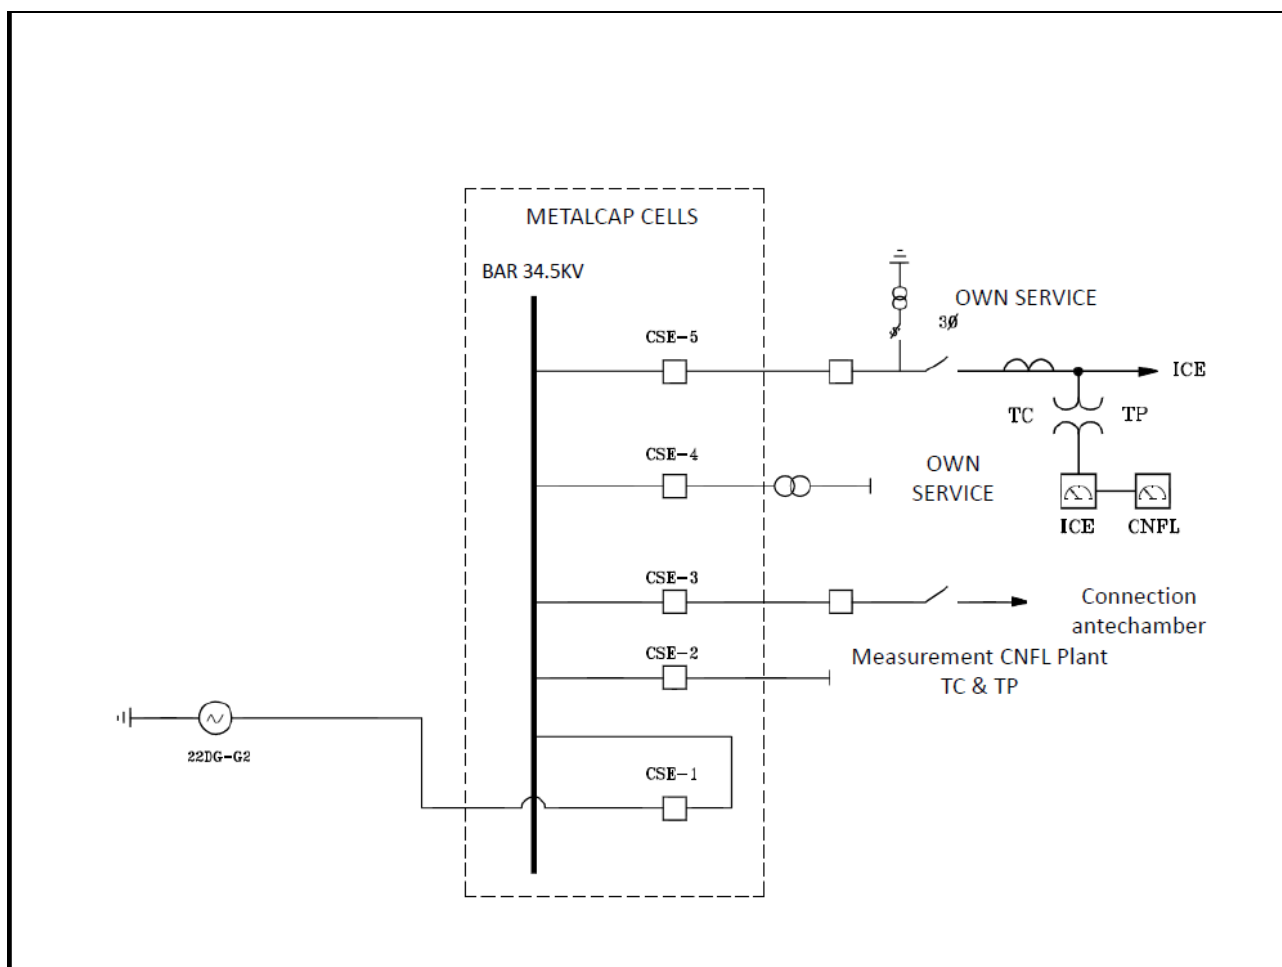 METALCAP CELLS
BAR 34.5KV
CSE-5
OWN SERVICE
3Ø
ICE
TC
TP
CSE-4
OWN
SERVICE
ICE
CNFL
CSE-3
Connection
antechamber
CSE-2
Measurement CNFL Plant
TC & TP
22DG-G2
CSE-1